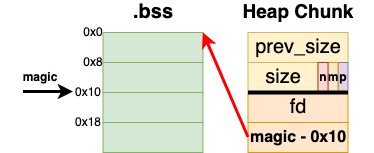 .bss
0x0
0x8
magic
0x10
0x18
Heap Chunk
prev_size
size n m p
fd
magic - 0x10